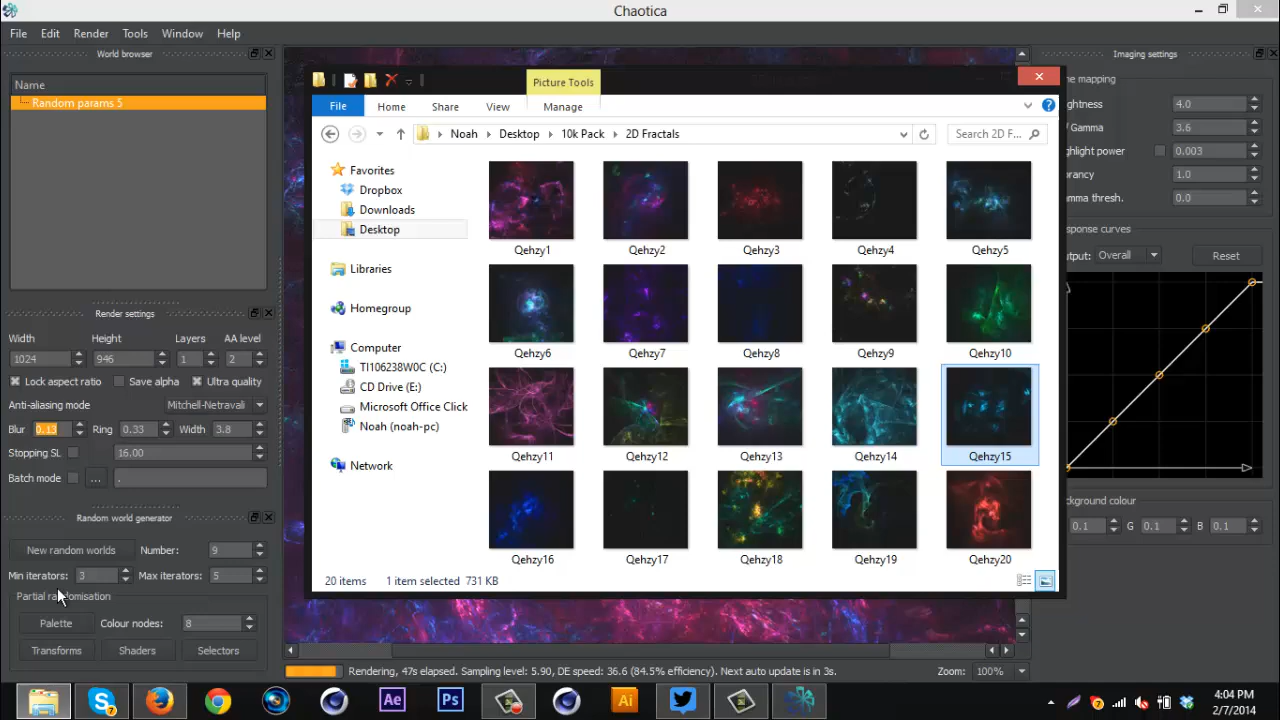 Chaotica
File Edit Render Tools Window Help
World browser
Name
Random params 5
Render settings
Width Height Layers AA level
1024 946 1 2
Lock aspect ratio Save alpha Ultra quality
Anti-aliasing mode Mitchell-Netravali
Blur 0.13 Ring 0.33 Width 3.8
Stopping SL 16.00
Batch mode ... .
Random world generator
New random worlds Number: 9
Min iterators: 3 Max iterators: 5
Partial randomisation
Palette Colour nodes: 8
Transforms Shaders Selectors
Picture Tools
File Home Share View Manage
Noah Desktop 10k Pack 2D Fractals
Search 2D F...
Favorites
Dropbox
Downloads
Desktop
Libraries
Homegroup
Computer
TI106238W0C (C:)
CD Drive (E:)
Microsoft Office Click
Noah (noah-pc)
Network
Qehzy1 Qehzy2 Qehzy3 Qehzy4 Qehzy5
Qehzy6 Qehzy7 Qehzy8 Qehzy9 Qehzy10
Qehzy11 Qehzy12 Qehzy13 Qehzy14 Qehzy15
Qehzy16 Qehzy17 Qehzy18 Qehzy19 Qehzy20
20 items 1 item selected 731 KB
Imaging settings
ne mapping
ightness 4.0
Gamma 3.6
ghlight power 0.003
rancy 1.0
mma thresh. 0.0
sponse curves
utput: Overall Reset
ckground colour
0.1 G 0.1 B 0.1
Rendering, 47s elapsed. Sampling level: 5.90, DE speed: 36.6 (84.5% efficiency). Next auto update is in 3s.
Zoom: 100%
7
Ae
Ps
Ai
?
4:04 PM
2/7/2014